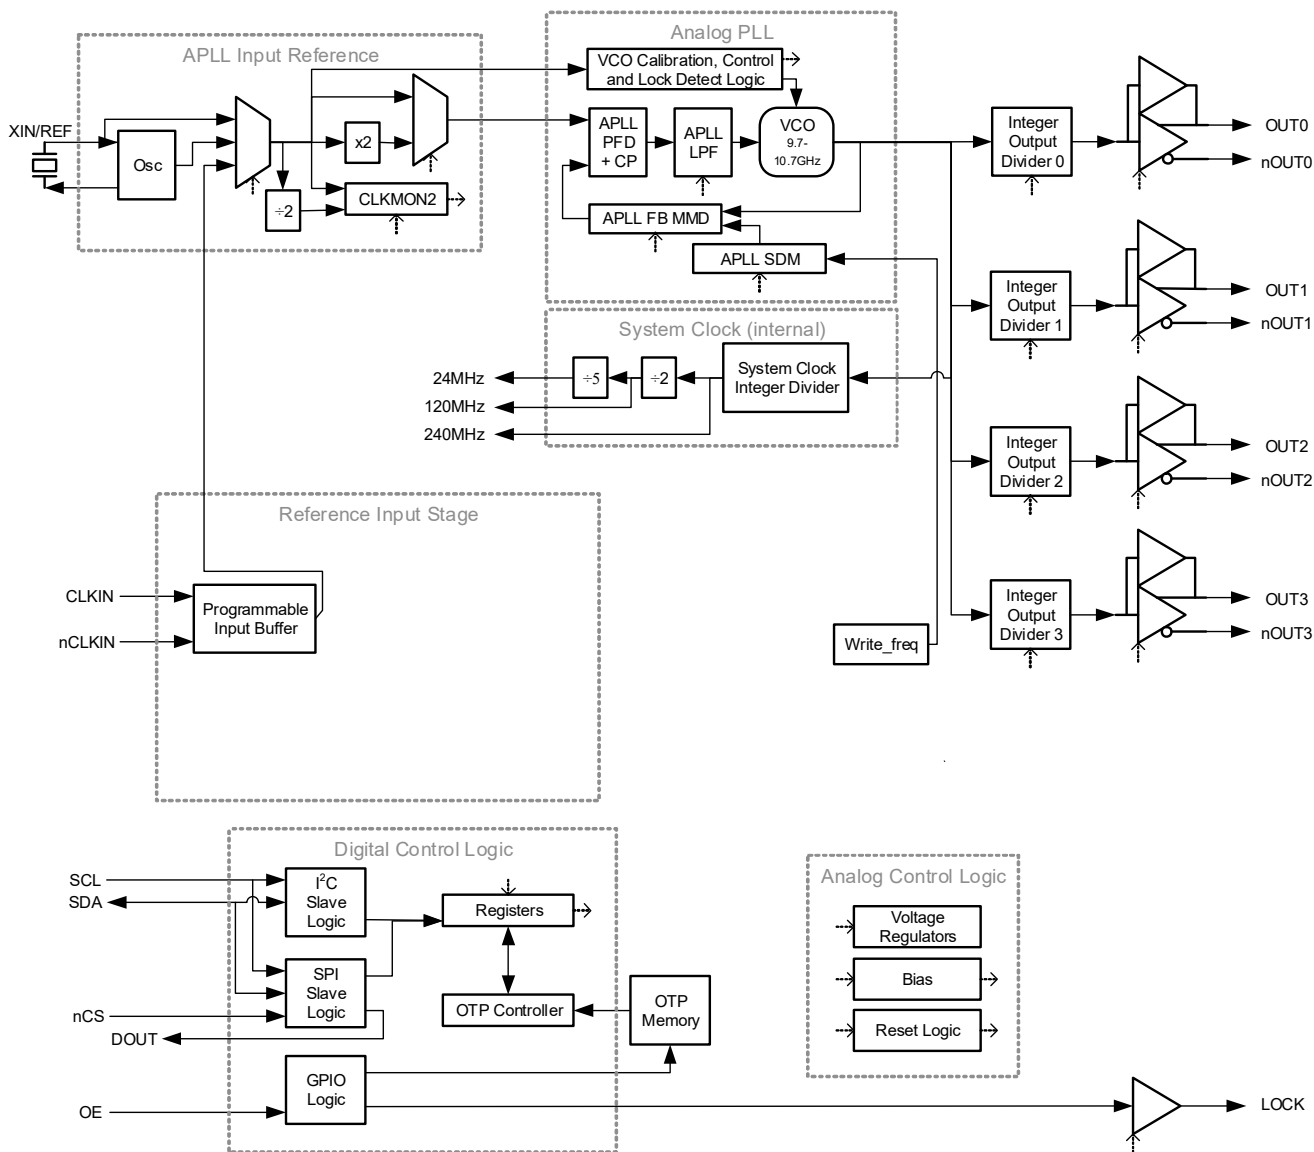 Analog PLL
APLL Input Reference
VCO Calibration, Control
and Lock Detect Logic
XIN/REF
Osc
x2
÷2
CLKMON2
APLL
PFD
+ CP
APLL
LPF
VCO
9.7-
10.7GHz
APLL FB MMD
APLL SDM
Integer
Output
Divider 0
OUT0
nOUT0
Integer
Output
Divider 1
OUT1
nOUT1
System Clock (internal)
24MHz
120MHz
240MHz
÷5
÷2
System Clock
Integer Divider
Integer
Output
Divider 2
OUT2
nOUT2
Reference Input Stage
CLKIN
nCLKIN
Programmable
Input Buffer
Write_freq
Integer
Output
Divider 3
OUT3
nOUT3
Digital Control Logic
SCL
SDA
I²C
Slave
Logic
Registers
SPI
Slave
Logic
nCS
DOUT
OTP Controller
OTP
Memory
GPIO
Logic
OE
Analog Control Logic
Voltage
Regulators
Bias
Reset Logic
LOCK